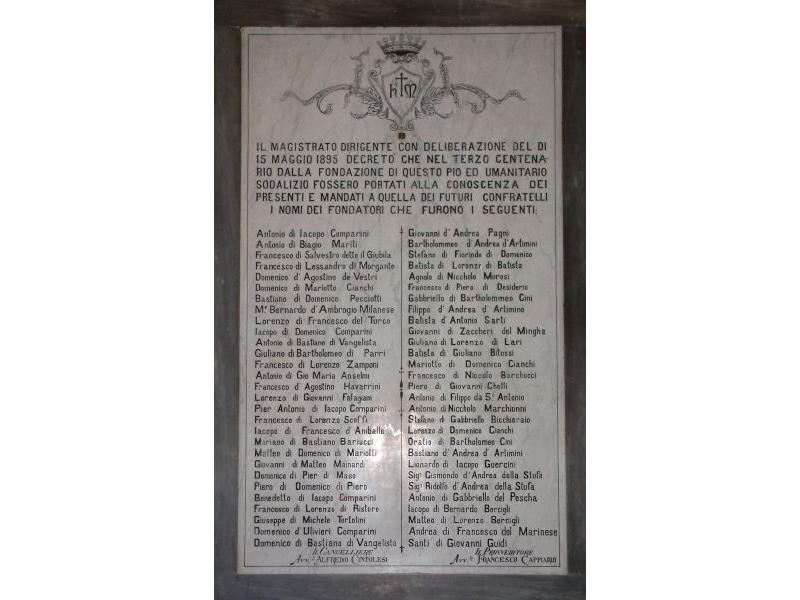 IL MAGISTRATO DIRIGENTE CON DELIBERAZIONE DEL DI
15 MAGGIO 1895 DECRETÒ CHE NEL TERZO CENTENA-
RIO DALLA FONDAZIONE DI QUESTO PIO ED UMANITARIO
SODALIZIO FOSSERO PORTATI ALLA CONOSCENZA DEI
PRESENTI E MANDATI A QUELLA DEI FUTURI CONFRATELLI
I NOMI DEI FONDATORI CHE FURONO I SEGUENTI:
Antonio di Iacopo Comparini
Antonio di Biagio Mariti
Francesco di Salvestro dette il Giubila
Francesco di Lessandro di Morgante
Domenico d'Agostino de Vestri
Domenico di Mariotto Cianchi
Bastiano di Domenico Pecciotti
Mº Bernardo d'Ambrogio Milanese
Lorenzo di Francesco del Turco
Iacopo di Domenico Comparini
Antonio di Bastiano di Vangelista
Giuliano di Bartholomeo di Parri
Francesco di Lorenzo Zamponi
Antonio di Gio Maria Anselmi
Francesco d'Agostino Navarrini
Lorenzo di Giovanni Fafagiani
Pier Antonio di Iacopo Comparini
Francesco di Lorenzo Scoffi
Iacopo di Francesco d'Aniballe
Mariano di Bastiano Bariucci
Matteo di Domenico di Mariotti
Giovanni di Matteo Mainardi
Domenico di Pier di Maso
Piero di Domenico di Piero
Benedetto di Iacopo Comparini
Francesco di Lorenzo di Ristoro
Giuseppe di Michele Tortolini
Domenico d'Ulivieri Comparini
Domenico di Bastiano di Vangelista
Giovanni d'Andrea Pagni
Bartholommeo d'Andrea d'Artimini
Stefano di Fiorindo di Domenico
Batista di Lorenzi di Batista
Agnolo di Niccholo Morosi
Francesco di Piero di Desiderio
Gabbriello di Bartholommeo Cini
Filippo d'Andrea d'Artimino
Batista d'Antonio Sarti
Giovanni di Zaccheri del Mingha
Giuliano di Lorenzo di Lari
Batista di Giuliano Bitossi
Mariotto di Domenico Cianchi
Francesco di Niccolo Barchucci
Piero di Giovanni Chelli
Antonio di Filippo da Sº Antonio
Antonio di Niccholo Marchionni
Stefano di Gabbriello Bicchieraio
Lorenzo di Domenico Cianchi
Oratio di Bartholomeo Cini
Bastiano d'Andrea d'Artimini
Lionardo di Iacopo Guercini
Sigr Gismondo d'Andrea della Stufa
Sigr Ridolfo d'Andrea della Stufa
Antonio di Gabbriello del Pescha
Iacopo di Bernardo Bercigli
Matteo di Lorenzo Bercigli
Andrea di Francesco del Marinese
Santi di Giovanni Guidi
IL CANCELLIERE
Avv.º ALFREDO CINTOLESI
IL PROVVEDITORE
Avv.º FRANCESCO CAPPIARDI